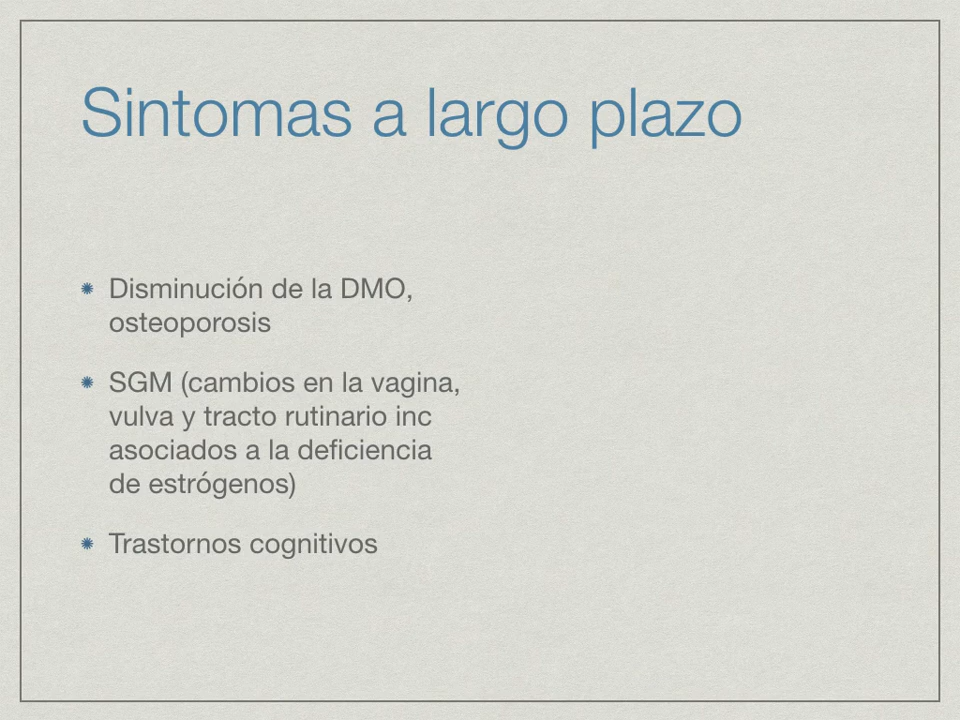 Sintomas a largo plazo
Disminución de la DMO,
osteoporosis
SGM (cambios en la vagina,
vulva y tracto rutinario inc
asociados a la deficiencia
de estrógenos)
Trastornos cognitivos